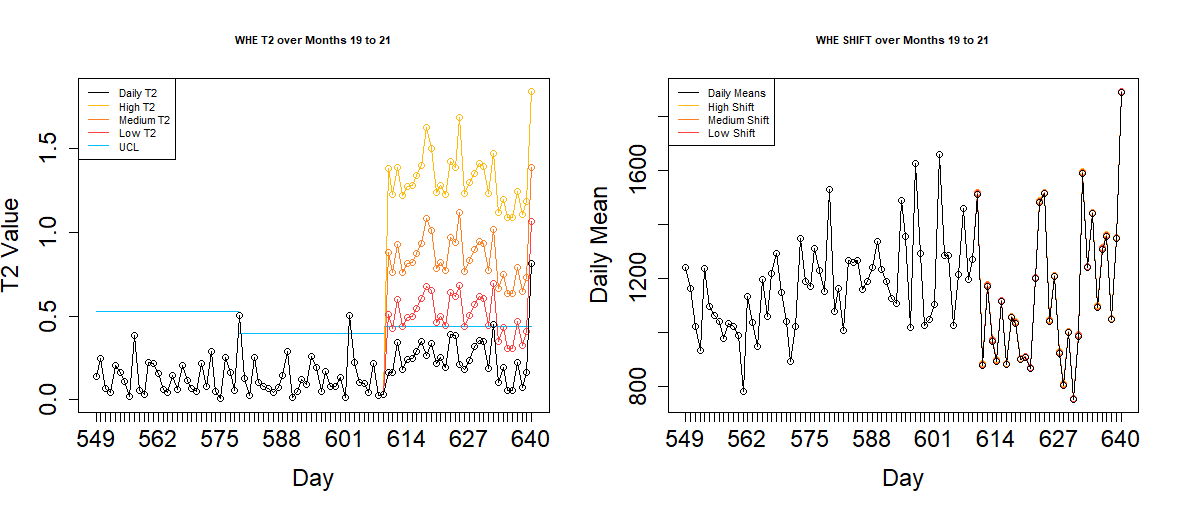 WHE T2 over Months 19 to 21
Daily T2
High T2
Medium T2
Low T2
UCL
T2 Value
0.0
0.5
1.0
1.5
549
562
575
588
601
614
627
640
Day
WHE SHIFT over Months 19 to 21
Daily Means
High Shift
Medium Shift
Low Shift
Daily Mean
800
1200
1600
549
562
575
588
601
614
627
640
Day